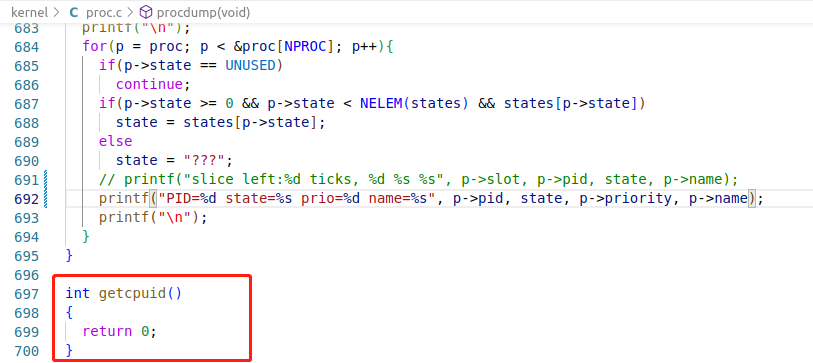 kernel > C proc.c > procdump(void)
683 printf("\n");
684 for(p = proc; p < &proc[NPROC]; p++){
685 if(p->state == UNUSED)
686 continue;
687 if(p->state >= 0 && p->state < NELEM(states) && states[p->state])
688 state = states[p->state];
689 else
690 state = "???";
691 // printf("slice left:%d ticks, %d %s %s", p->slot, p->pid, state, p->name);
692 printf("PID=%d state=%s prio=%d name=%s", p->pid, state, p->priority, p->name);
693 printf("\n");
694 }
695 }
696
697 int getcpuid()
698 {
699 return 0;
700 }